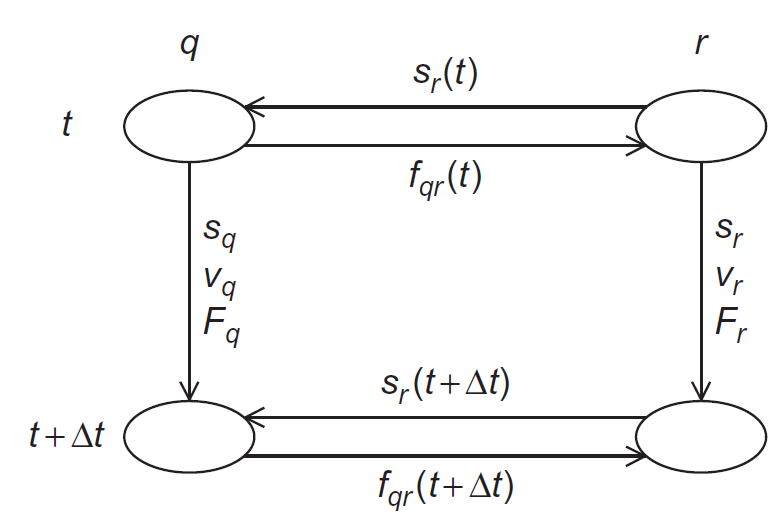 q r
s_r(t)
t
f_qr(t)
s_q s_r
v_q v_r
F_q F_r
s_r(t+Δt)
t+Δt
f_qr(t+Δt)